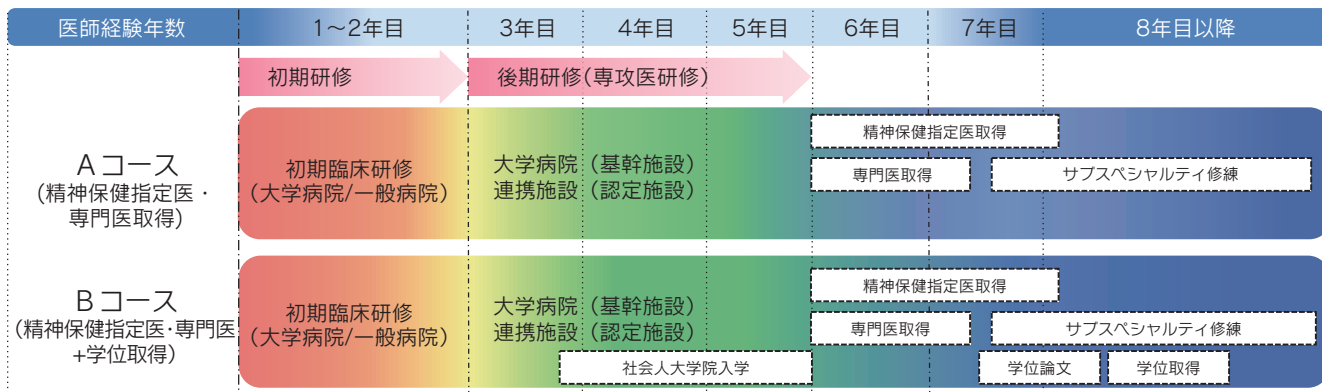 医師経験年数
1～2年目
3年目
4年目
5年目
6年目
7年目
8年目以降
初期研修
後期研修(専攻医研修)
Aコース
(精神保健指定医・
専門医取得)
初期臨床研修
(大学病院/一般病院)
大学病院(基幹施設)
連携施設(認定施設)
精神保健指定医取得
専門医取得
サブスペシャルティ修練
Bコース
(精神保健指定医・専門医
+学位取得)
初期臨床研修
(大学病院/一般病院)
大学病院(基幹施設)
連携施設(認定施設)
精神保健指定医取得
専門医取得
サブスペシャルティ修練
社会人大学院入学
学位論文
学位取得